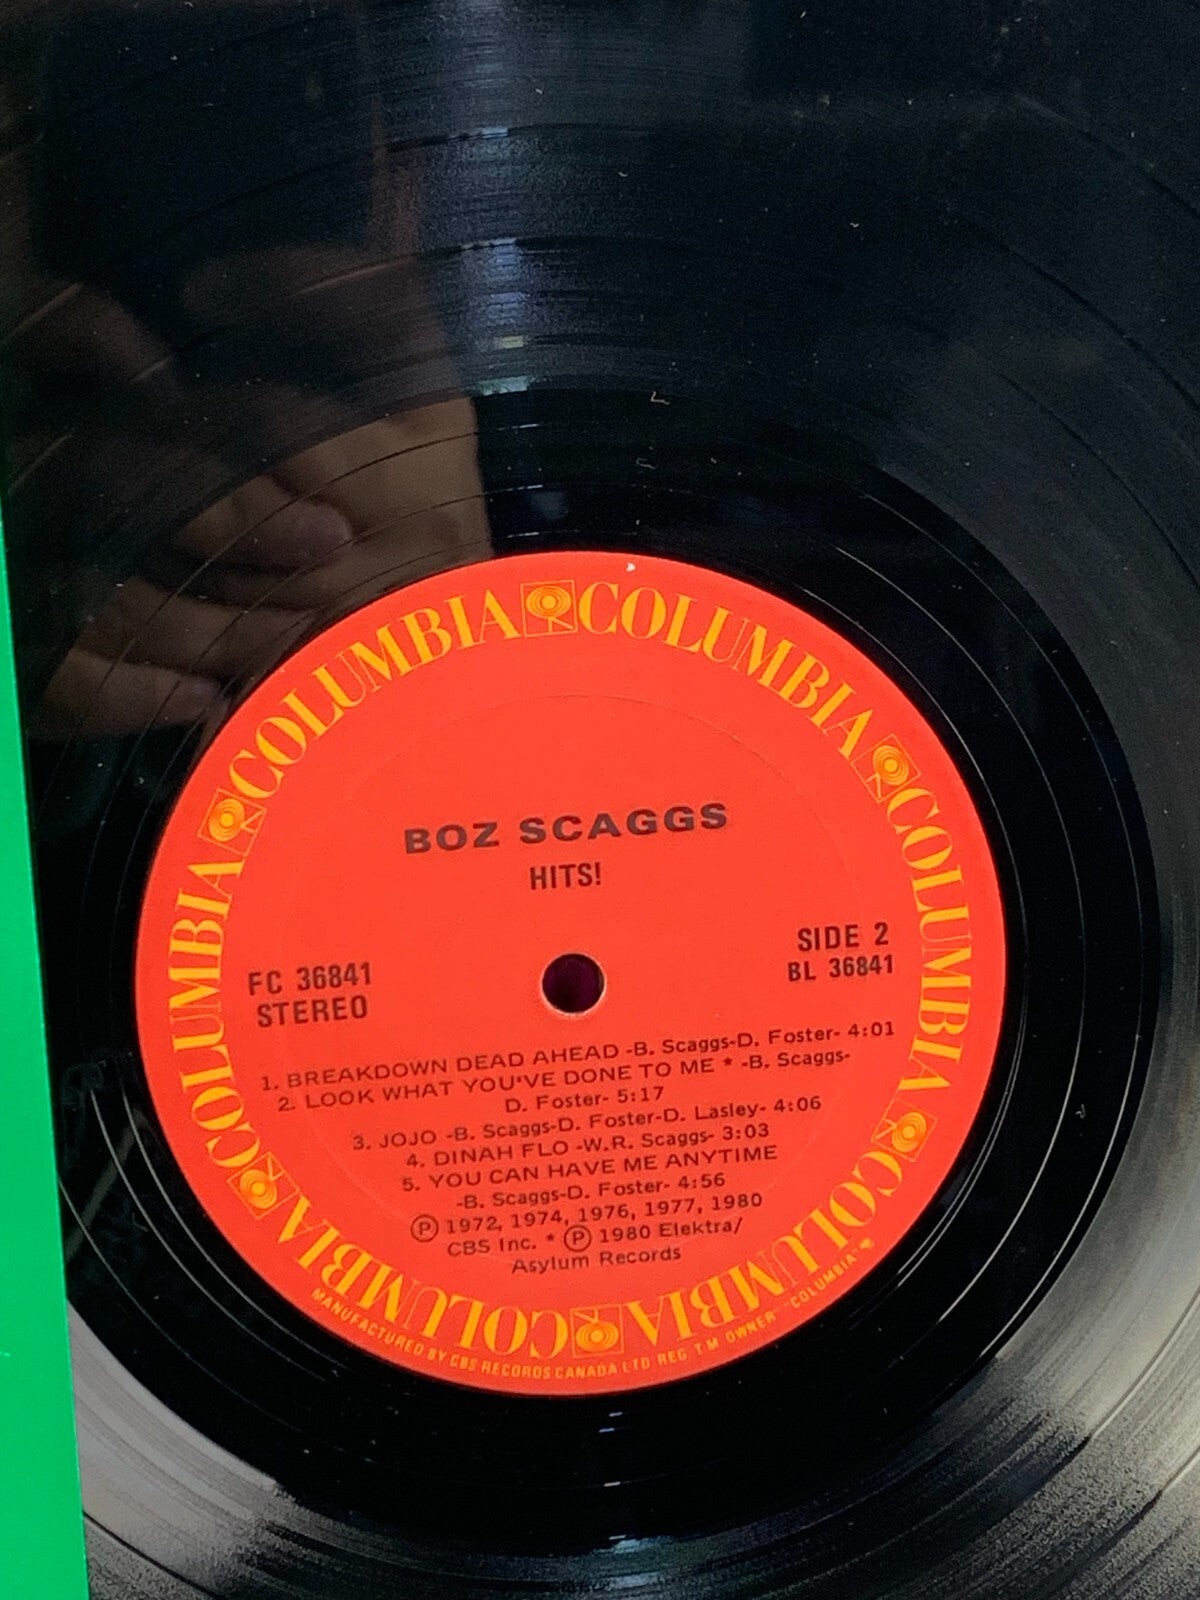 COLUMBIA COLUMBIA COLUMBIA COLUMBIA COLUMBIA COLUMBIA COLUMBIA
BOZ SCAGGS
HITS!
FC 36841
STEREO
SIDE 2
BL 36841
1. BREAKDOWN DEAD AHEAD -B. Scaggs-D. Foster- 4:01
2. LOOK WHAT YOU'VE DONE TO ME * -B. Scaggs-
D. Foster- 5:17
3. JOJO -B. Scaggs-D. Foster-D. Lasley- 4:06
4. DINAH FLO -W.R. Scaggs- 3:03
5. YOU CAN HAVE ME ANYTIME
-B. Scaggs-D. Foster- 4:56
Ⓟ 1972, 1974, 1976, 1977, 1980
CBS Inc. * Ⓟ 1980 Elektra/
Asylum Records
MANUFACTURED BY CBS RECORDS CANADA LTD REG T M OWNER "COLUMBIA"